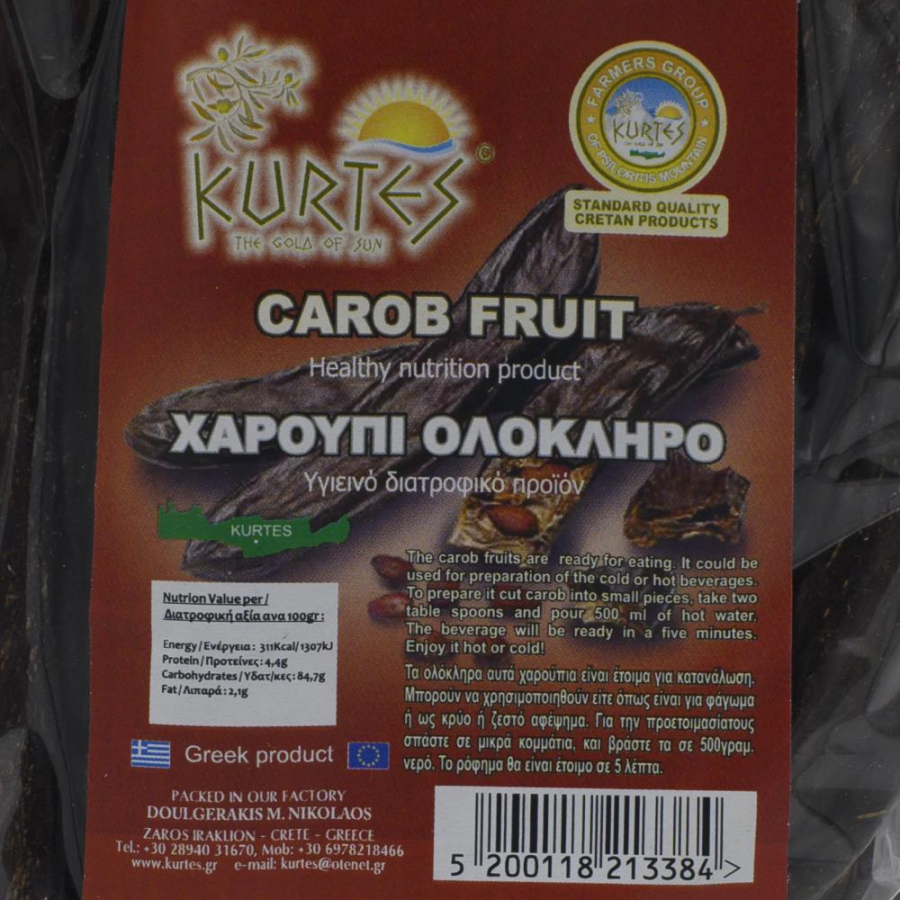 KURTES©
THE GOLD OF SUN
FARMERS GROUP
OF PSILORITIS MOUNTAIN
KURTES
STANDARD QUALITY
CRETAN PRODUCTS
CAROB FRUIT
Healthy nutrition product
ΧΑΡΟΥΠΙ ΟΛΟΚΛΗΡΟ
Υγιεινό διατροφικό προϊόν
KURTES
The carob fruits are ready for eating. It could be
used for preparation of the cold or hot beverages.
To prepare it cut carob into small pieces, take two
table spoons and pour 500 ml of hot water.
The beverage will be ready in a five minutes.
Enjoy it hot or cold!
Τα ολόκληρα αυτά χαρούπια είναι έτοιμα για κατανάλωση.
Μπορούν να χρησιμοποιηθούν είτε όπως είναι για φάγωμα
ή ως κρύο ή ζεστό αφέψημα. Για την προετοιμασίατους
σπάστε σε μικρά κομμάτια, και βράστε τα σε 500γραμ.
νερό. Το ρόφημα θα είναι έτοιμο σε 5 λέπτα.
Nutrion Value per /
Διατροφική αξία ανα 100gr :
Energy / Ενέργεια : 311Kcal/1307kJ
Protein / Προτείνες : 4,4g
Carbohydrates / Υδατ/κες : 84,7g
Fat / Λιπαρά : 2,1g
Greek product
PACKED IN OUR FACTORY
DOULGERAKIS M. NIKOLAOS
ZAROS IRAKLION - CRETE - GREECE
Tel.: +30 28940 31670, Mob: +30 6978218466
www.kurtes.gr e-mail: kurtes@otenet.gr
5 200118 213384 >